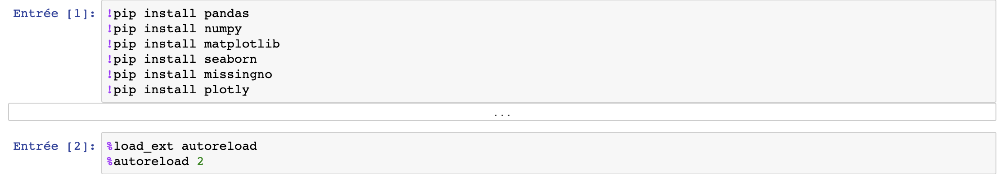 Entrée [1]: !pip install pandas
!pip install numpy
!pip install matplotlib
!pip install seaborn
!pip install missingno
!pip install plotly
...
Entrée [2]: %load_ext autoreload
%autoreload 2